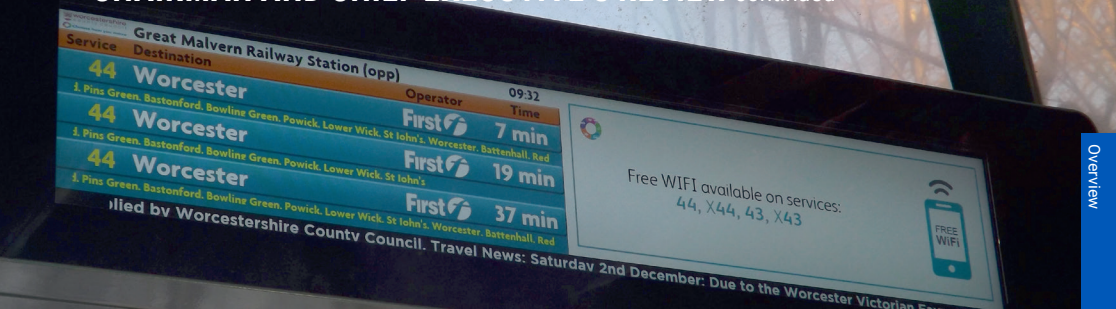 Great Malvern Railway Station (opp)
09:32
Service Destination Operator Time
44 Worcester First 7 min
Pins Green, Bastonford, Bowling Green, Powick, Lower Wick, St John's, Worcester, Battenhall, Red
44 Worcester First 19 min
Pins Green, Bastonford, Bowling Green, Powick, Lower Wick, St John's
44 Worcester First 37 min
Pins Green, Bastonford, Bowling Green, Powick, Lower Wick, St John's, Worcester, Battenhall, Red
by Worcestershire County Council. Travel News: Saturday 2nd December: Due to the Worcester Victorian
Free WIFI available on services:
44, X44, 43, X43
FREE
WiFi
Overview